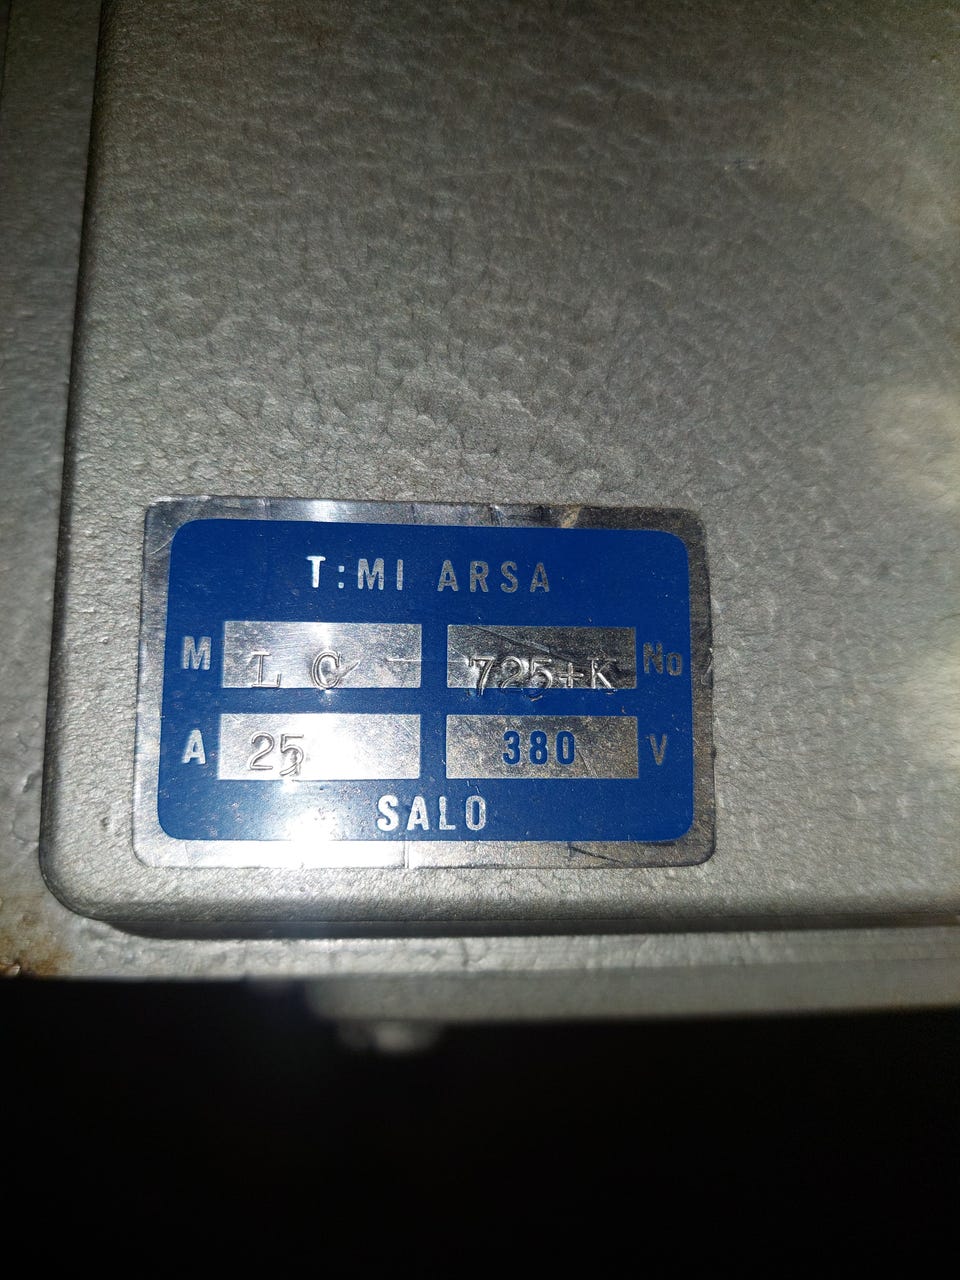 T:MI ARSA
M L C 725+K No
A 25 380 V
SALO